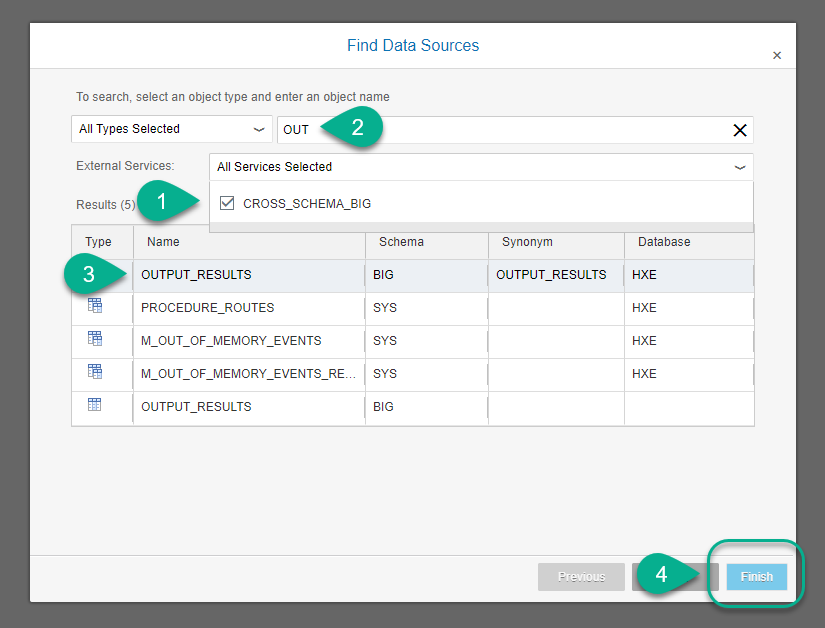 Find Data Sources
×
To search, select an object type and enter an object name
All Types Selected
OUT
2
External Services:
All Services Selected
Results (5)
1
CROSS_SCHEMA_BIG
Type Name Schema Synonym Database
3 OUTPUT_RESULTS BIG OUTPUT_RESULTS HXE
PROCEDURE_ROUTES SYS HXE
M_OUT_OF_MEMORY_EVENTS SYS HXE
M_OUT_OF_MEMORY_EVENTS_RE... SYS HXE
OUTPUT_RESULTS BIG
Previous 4 Finish